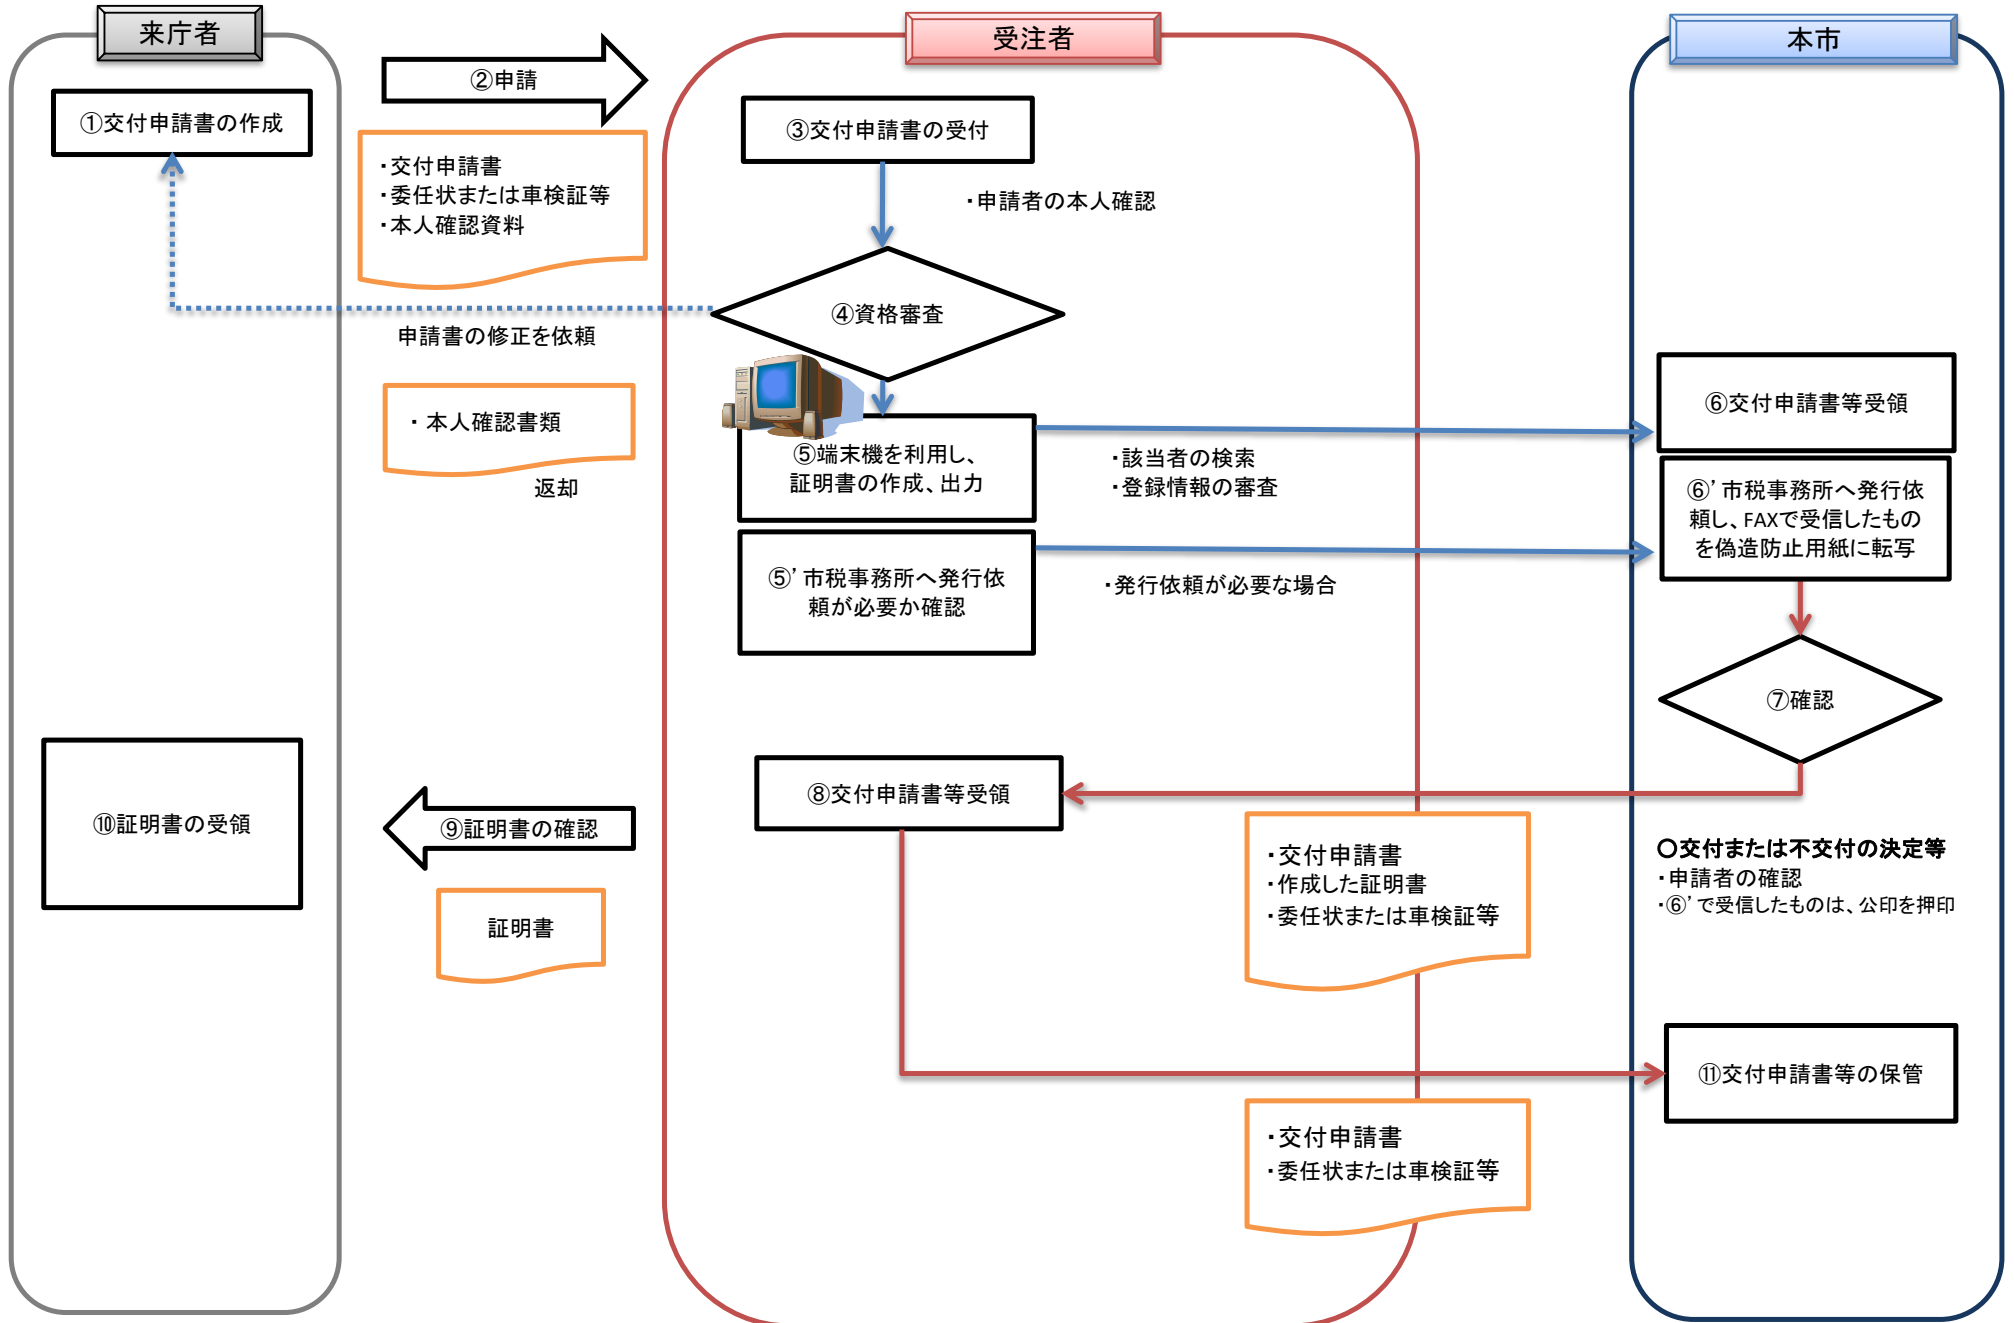 来庁者
受注者
本市
①交付申請書の作成
②申請
・交付申請書
・委任状または車検証等
・本人確認資料
③交付申請書の受付
・申請者の本人確認
④資格審査
申請書の修正を依頼
・ 本人確認書類
返却
⑤端末機を利用し、
証明書の作成、出力
・該当者の検索
・登録情報の審査
⑤’市税事務所へ発行依
頼が必要か確認
・発行依頼が必要な場合
⑥交付申請書等受領
⑥’市税事務所へ発行依
頼し、FAXで受信したもの
を偽造防止用紙に転写
⑦確認
⑧交付申請書等受領
⑨証明書の確認
⑩証明書の受領
証明書
・交付申請書
・作成した証明書
・委任状または車検証等
〇交付または不交付の決定等
・申請者の確認
・⑥’で受信したものは、公印を押印
⑪交付申請書等の保管
・交付申請書
・委任状または車検証等